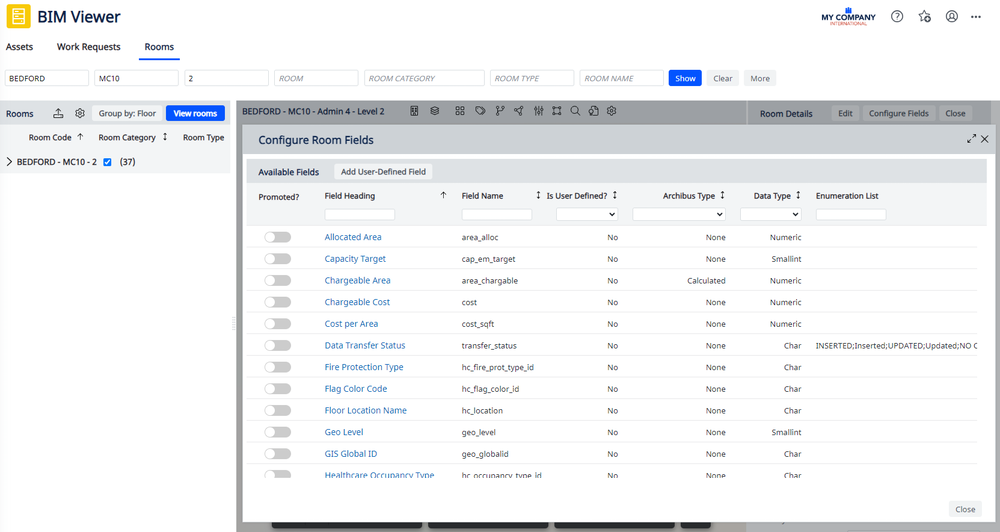 BIM Viewer
MY COMPANY
INTERNATIONAL
Assets Work Requests Rooms
BEDFORD MC10 2 ROOM ROOM CATEGORY ROOM TYPE ROOM NAME Show Clear More
Rooms Group by: Floor View rooms
BEDFORD - MC10 - Admin 4 - Level 2
Room Details Edit Configure Fields Close
Room Code Room Category Room Type
BEDFORD - MC10 - 2 (37)
Configure Room Fields
Available Fields Add User-Defined Field
Promoted? Field Heading Field Name Is User Defined? Archibus Type Data Type Enumeration List
Allocated Area area_alloc No None Numeric
Capacity Target cap_em_target No None Smallint
Chargeable Area area_chargable No Calculated Numeric
Chargeable Cost cost No None Numeric
Cost per Area cost_sqft No None Numeric
Data Transfer Status transfer_status No None Char INSERTED;Inserted;UPDATED;Updated;NO C
Fire Protection Type hc_fire_prot_type_id No None Char
Flag Color Code hc_flag_color_id No None Char
Floor Location Name hc_location No None Char
Geo Level geo_level No None Smallint
GIS Global ID geo_globalid No None Char
Healthcare Occupancy Type hc_occupancy_type_id No None Char
Close